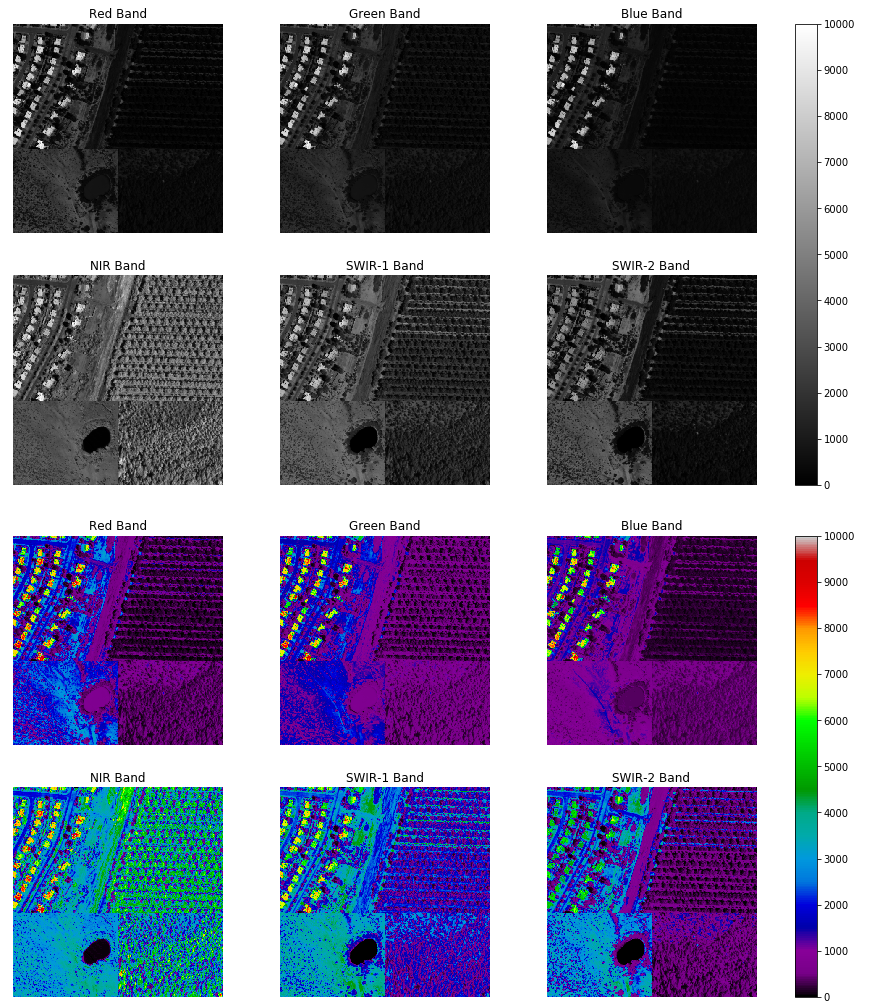 Red Band
Green Band
Blue Band
10000
9000
8000
7000
6000
5000
4000
3000
2000
1000
0
NIR Band
SWIR-1 Band
SWIR-2 Band
Red Band
Green Band
Blue Band
10000
9000
8000
7000
6000
5000
4000
3000
2000
1000
0
NIR Band
SWIR-1 Band
SWIR-2 Band